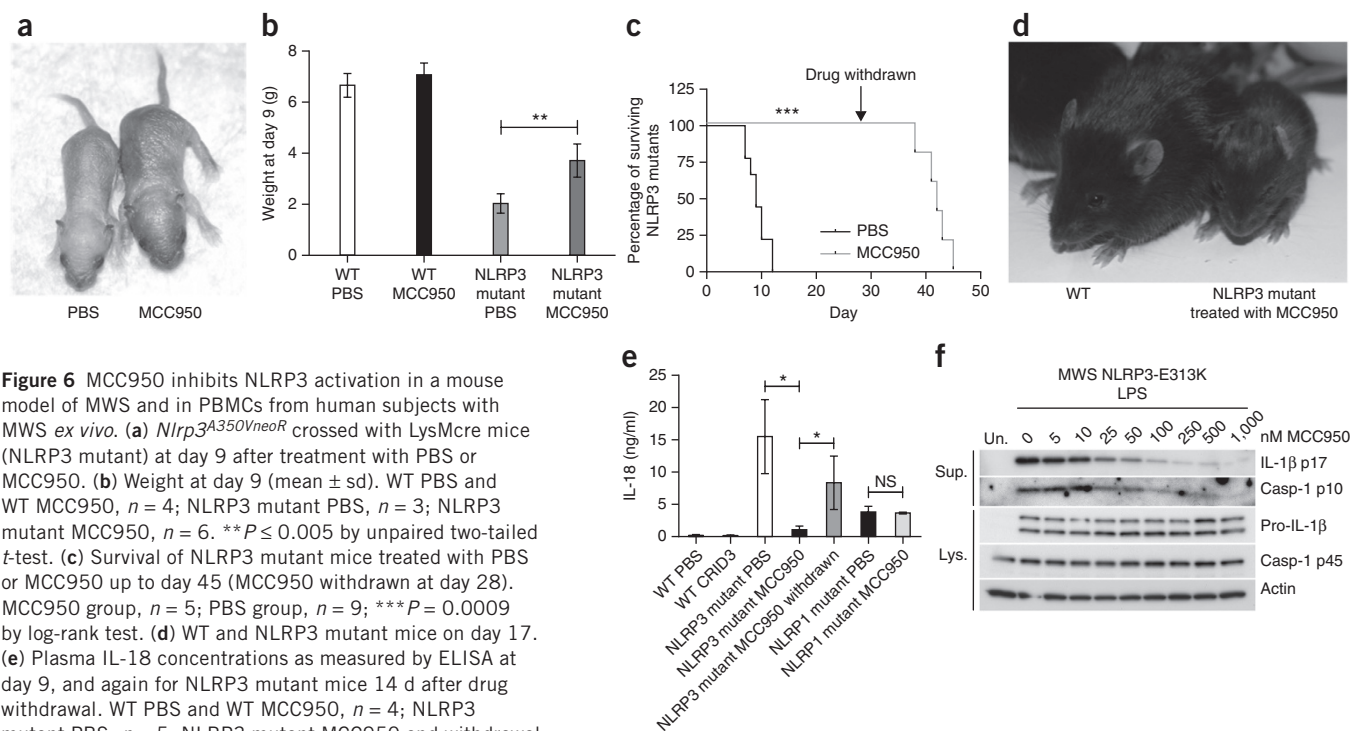 a
PBS
MCC950
b
Weight at day 9 (g)
8
6
4
2
0
**
WT
PBS
WT
MCC950
NLRP3
mutant
PBS
NLRP3
mutant
MCC950
c
Drug withdrawn
Percentage of surviving
NLRP3 mutants
125
100
75
50
25
0
***
PBS
MCC950
0
10
20
30
40
50
Day
d
WT
NLRP3 mutant
treated with MCC950
Figure 6 MCC950 inhibits NLRP3 activation in a mouse
model of MWS and in PBMCs from human subjects with
MWS ex vivo. (a) Nlrp3A350VneoR crossed with LysMcre mice
(NLRP3 mutant) at day 9 after treatment with PBS or
MCC950. (b) Weight at day 9 (mean ± sd). WT PBS and
WT MCC950, n = 4; NLRP3 mutant PBS, n = 3; NLRP3
mutant MCC950, n = 6. **P ≤ 0.005 by unpaired two-tailed
t-test. (c) Survival of NLRP3 mutant mice treated with PBS
or MCC950 up to day 45 (MCC950 withdrawn at day 28).
MCC950 group, n = 5; PBS group, n = 9; ***P = 0.0009
by log-rank test. (d) WT and NLRP3 mutant mice on day 17.
(e) Plasma IL-18 concentrations as measured by ELISA at
day 9, and again for NLRP3 mutant mice 14 d after drug
withdrawal. WT PBS and WT MCC950, n = 4; NLRP3
mutant PBS, n = 5; NLRP3 mutant MCC950 and withdrawal
e
IL-18 (ng/ml)
25
20
15
10
5
0
*
*
NS
WT PBS
WT CRID3
NLRP3 mutant PBS
NLRP3 mutant MCC950
NLRP3 mutant MCC950 withdrawn
NLRP1 mutant PBS
NLRP1 mutant MCC950
f
MWS NLRP3-E313K
LPS
Un. 0 5 10 25 50 100 250 500 1,000 nM MCC950
Sup.
IL-1β p17
Casp-1 p10
Lys.
Pro-IL-1β
Casp-1 p45
Actin